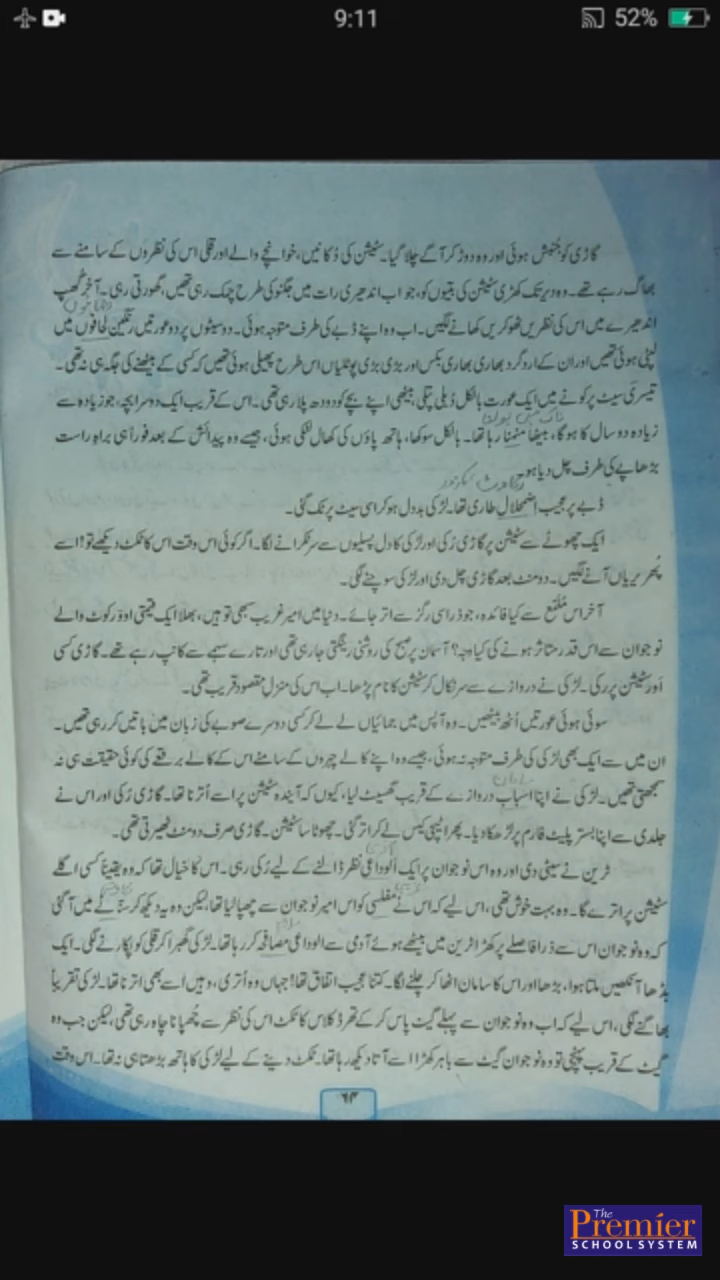 9:11
52%
گاڑی کو جُنبش ہوئی اور وہ دوڑ کر آگے چلا گیا۔ سٹیشن کی دُکانیں، خوانچے والے اور قلی اس کی نظروں کے سامنے سے
بھاگ رہے تھے۔ وہ دیر تک کھڑی سٹیشن کی بتیوں کو، جو اب اندھیری رات میں جگنو کی طرح چمک رہی تھیں، گھورتی رہی۔ آخر گُھپ
اندھیرے میں اس کی نظریں ٹھوکریں کھانے لگیں۔ اب وہ اپنے ڈبے کی طرف متوجہ ہوئی۔ دو سیٹوں پر دو عورتیں رنگین لحافوں میں
لپٹی ہوئی تھیں اور ان کے ارد گرد بھاری بھاری بکس اور بڑی بڑی پوٹلیاں اس طرح پھیلی ہوئی تھیں کہ کسی کے بیٹھنے کی جگہ ہی نہ تھی۔
تیسری سیٹ پر کونے میں ایک عورت بالکل دُبلی پتلی، بیٹھی اپنے بچے کو دودھ پلا رہی تھی۔ اس کے قریب ایک دوسرا بچہ، جو زیادہ سے
زیادہ دو سال کا ہوگا، بیٹھا منمنا رہا تھا۔ بالکل سوکھا، ہاتھ پاؤں کی کھال لٹکی ہوئی، جیسے وہ پیدائش کے بعد فوراً ہی براہِ راست
بڑھاپے کی طرف چل دیا ہو۔
ڈبے پر عجیب اضمحلال طاری تھا۔ لڑکی بددل ہو کر اسی سیٹ پر ٹک گئی۔
ایک چھوٹے سے سٹیشن پر گاڑی رُکی اور لڑکی کا دل پسلیوں سے سر ٹکرانے لگا۔ اگر کوئی اس وقت اس کا ٹکٹ دیکھے تو! اسے
پُھریریاں آنے لگیں۔ دو منٹ بعد گاڑی چل دی اور لڑکی سوچنے لگی۔
آخر اس مُلمّع سے کیا فائدہ، جو ذرا سی رگڑ سے اتر جائے۔ دنیا میں امیر غریب سبھی تو ہیں، بھلا ایک قیمتی اوور کوٹ والے
نوجوان سے اس قدر متاثر ہونے کی کیا وجہ؟ آسمان پر صبح کی روشنی رینگتی جا رہی تھی اور تارے سہمے سے کانپ رہے تھے۔ گاڑی کسی
اور سٹیشن پر رکی۔ لڑکی نے دروازے سے سر نکال کر سٹیشن کا نام پڑھا۔ اب اس کی منزلِ مقصود قریب تھی۔
سوئی ہوئی عورتیں اُٹھ بیٹھیں۔ وہ آپس میں جمائیاں لے لے کر کسی دوسرے صوبے کی زبان میں باتیں کر رہی تھیں۔
ان میں سے ایک بھی لڑکی کی طرف متوجہ نہ ہوئی، جیسے وہ اپنے کالے چہروں کے سامنے اس کے کالے برقعے کی کوئی حقیقت ہی نہ
سمجھتی تھیں۔ لڑکی نے اپنا اسباب دروازے کے قریب گھسیٹ لیا، کیوں کہ آیندہ سٹیشن پر اسے اُترنا تھا۔ گاڑی رُکی اور اس نے
جلدی سے اپنا بستر پلیٹ فارم پر لڑھکا دیا۔ پھر اٹیچی کیس لے کر اتر گئی۔ چھوٹا سا سٹیشن۔ گاڑی صرف دو منٹ ٹھیرتی تھی۔
ٹرین نے سیٹی دی اور وہ اس نوجوان پر ایک الوداعی نظر ڈالنے کے لیے رُکی رہی۔ اس کا خیال تھا کہ وہ یقیناً کسی اگلے
سٹیشن پر اترے گا۔ وہ بہت خوش تھی، اس لیے کہ اس نے مفلسی کو اس امیر نوجوان سے چھپا لیا تھا، لیکن وہ یہ دیکھ کر سنّاٹے میں آ گئی
کہ وہ نوجوان اس سے ذرا فاصلے پر کھڑا ٹرین میں بیٹھے ہوئے آدمی سے الوداعی مصافحہ کر رہا تھا۔ لڑکی گھبرا کر قلی کو پکارنے لگی۔ ایک
بڈھا آنکھیں ملتا ہوا، بڑھا اور اس کا سامان اٹھا کر چلنے لگا۔ کتنا عجیب اتفاق تھا! جہاں وہ اُتری، وہیں اسے بھی اترنا تھا۔ لڑکی تقریباً
بھاگنے لگی، اس لیے کہ اب وہ نوجوان سے پہلے گیٹ پاس کر کے تھرڈ کلاس کا ٹکٹ اس کی نظر سے چُھپانا چاہ رہی تھی، لیکن جب وہ
گیٹ کے قریب پہنچی تو وہ نوجوان گیٹ سے باہر کھڑا اسے آتا دیکھ رہا تھا۔ ٹکٹ دینے کے لیے لڑکی کا ہاتھ بڑھتا ہی نہ تھا۔ اس وقت
۶۳
The
Premier
SCHOOL SYSTEM